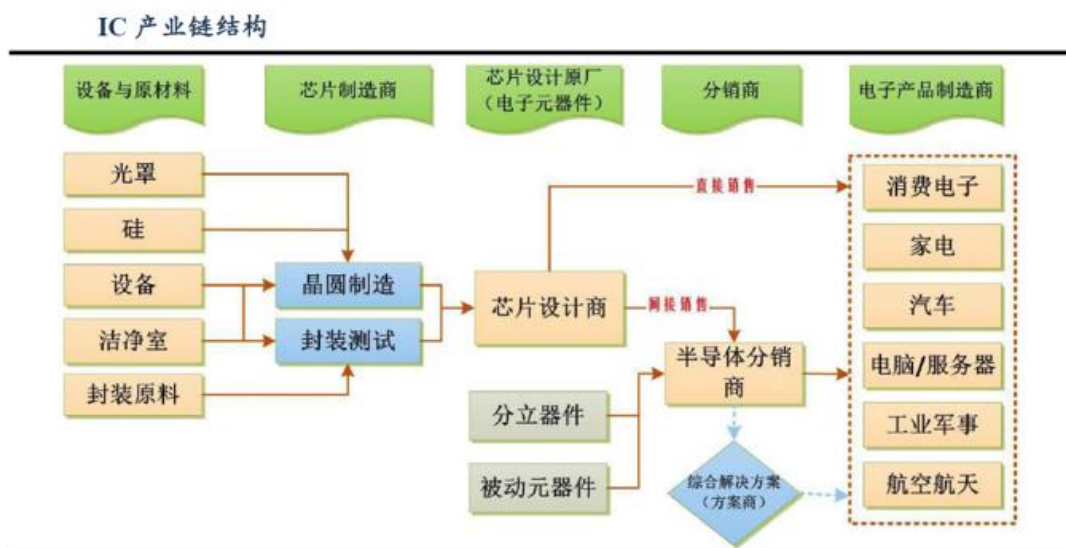 IC 产业链结构
设备与原材料
芯片制造商
芯片设计原厂
（电子元器件）
分销商
电子产品制造商
光罩
硅
设备
洁净室
封装原料
晶圆制造
封装测试
芯片设计商
分立器件
被动元器件
直接销售
间接销售
半导体分销
商
综合解决方案
（方案商）
消费电子
家电
汽车
电脑/服务器
工业军事
航空航天